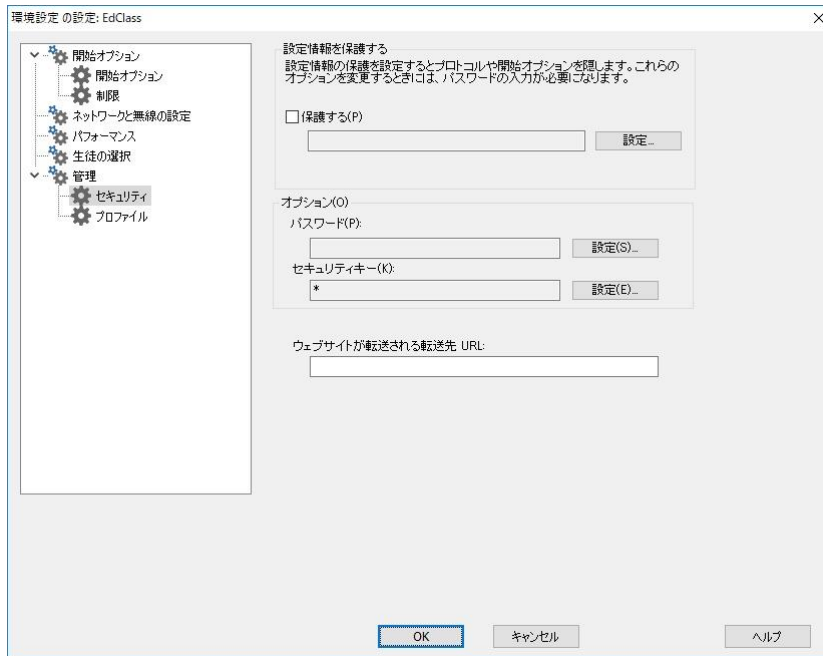 環境設定 の設定: EdClass
開始オプション
開始オプション
制限
ネットワークと無線の設定
パフォーマンス
生徒の選択
管理
セキュリティ
プロファイル
設定情報を保護する
設定情報の保護を設定するとプロトコルや開始オプションを隠します。これらの
オプションを変更するときには、パスワードの入力が必要になります。
保護する(P)
設定...
オプション(O)
パスワード(P):
設定(S)...
セキュリティキー(K):
*
設定(E)...
ウェブサイトが転送される転送先 URL:
OK
キャンセル
ヘルプ